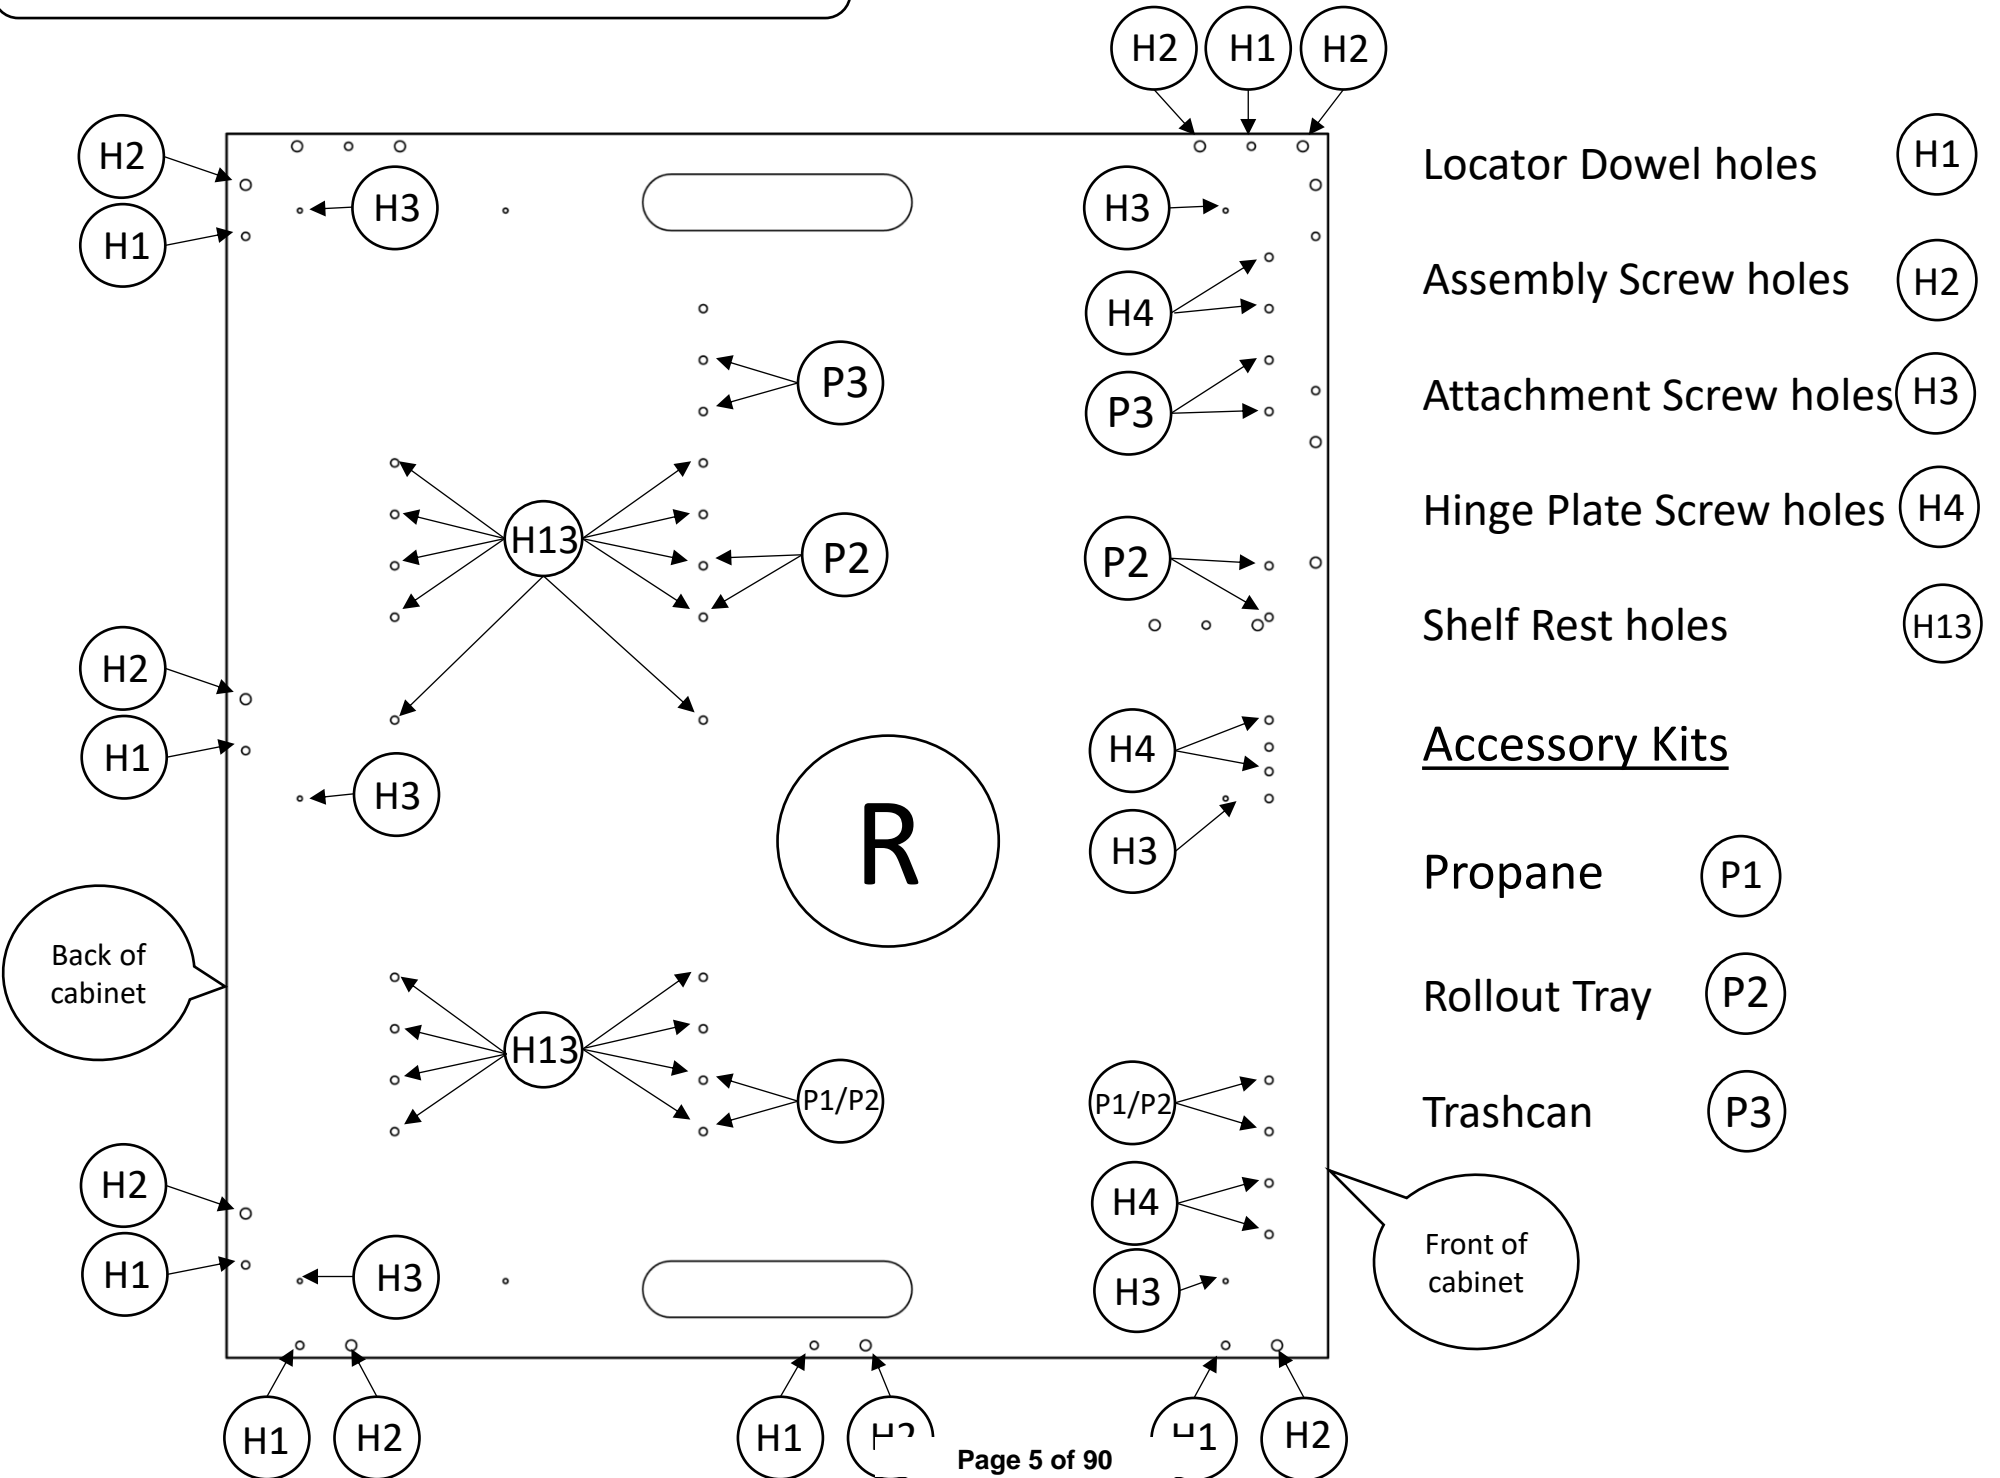 H2 H1 H2
H2
H1
H3
H3
H4
P3
P3
H13
P2
P2
H2
H1
H3
H4
H3
R
Back of
cabinet
H13
P1/P2
P1/P2
H2
H1
H3
H4
H3
Front of
cabinet
H1 H2 H1 H2 H1 H2
Locator Dowel holes H1
Assembly Screw holes H2
Attachment Screw holes H3
Hinge Plate Screw holes H4
Shelf Rest holes H13
Accessory Kits
Propane P1
Rollout Tray P2
Trashcan P3
Page 5 of 90